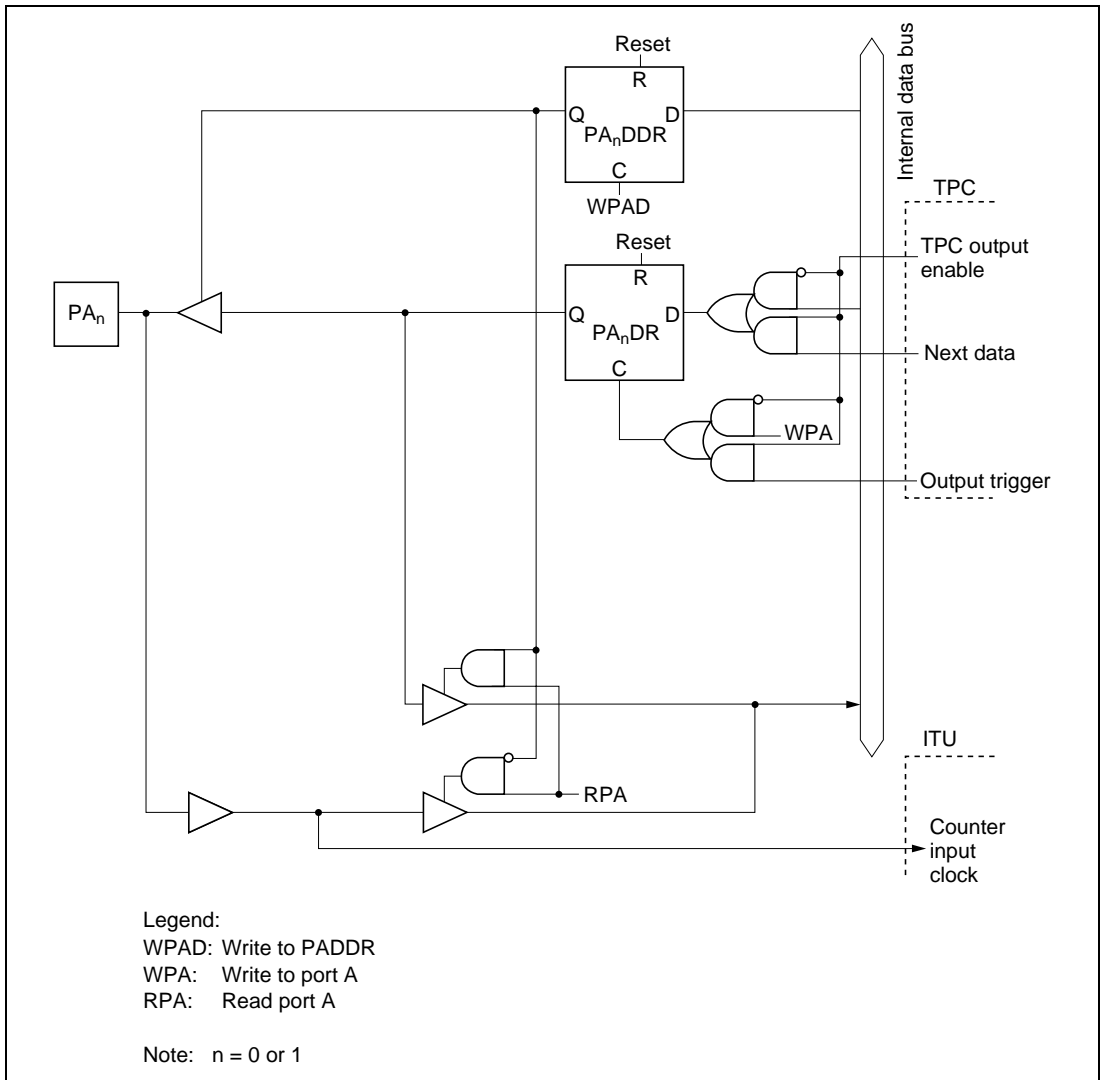 Reset
R
Q
D
PAnDDR
C
WPAD
Internal data bus
TPC
TPC output
enable
Reset
R
Q
D
PAnDR
C
PAn
Next data
WPA
Output trigger
RPA
ITU
Counter
input
clock
Legend:
WPAD: Write to PADDR
WPA: Write to port A
RPA: Read port A
Note: n = 0 or 1